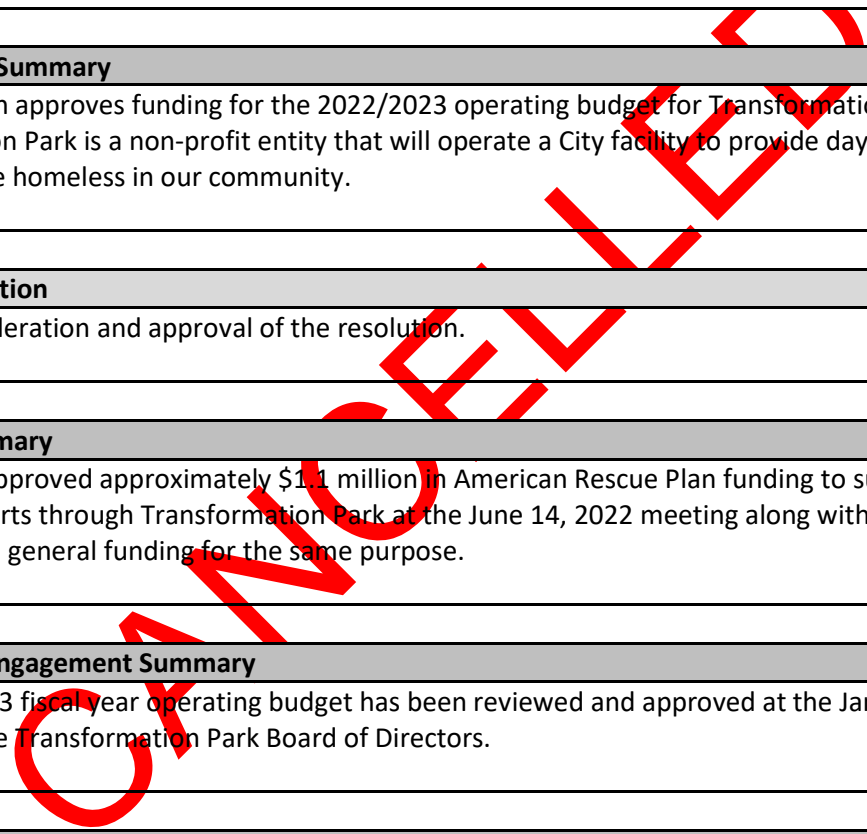 Summary
n approves funding for the 2022/2023 operating budget for Transformatio
on Park is a non-profit entity that will operate a City facility to provide day
e homeless in our community.
tion
leration and approval of the resolution.
mary
pproved approximately $1.1 million in American Rescue Plan funding to su
rts through Transformation Park at the June 14, 2022 meeting along with
general funding for the same purpose.
ngagement Summary
3 fiscal year operating budget has been reviewed and approved at the Jan
e Transformation Park Board of Directors.
CANCELLED